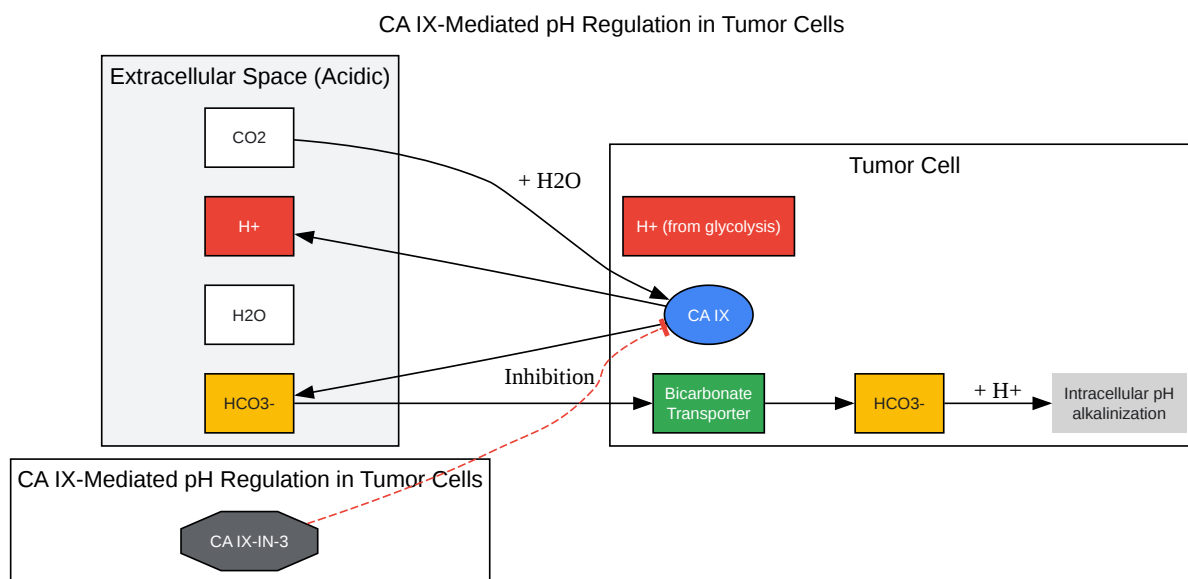 CA IX-Mediated pH Regulation in Tumor Cells
Extracellular Space (Acidic)
CO2
+ H2O
H+
H2O
HCO3-
Tumor Cell
H+ (from glycolysis)
CA IX
Inhibition
Bicarbonate
Transporter
HCO3-
+ H+
Intracellular pH
alkalinization
CA IX-Mediated pH Regulation in Tumor Cells
CA IX-IN-3